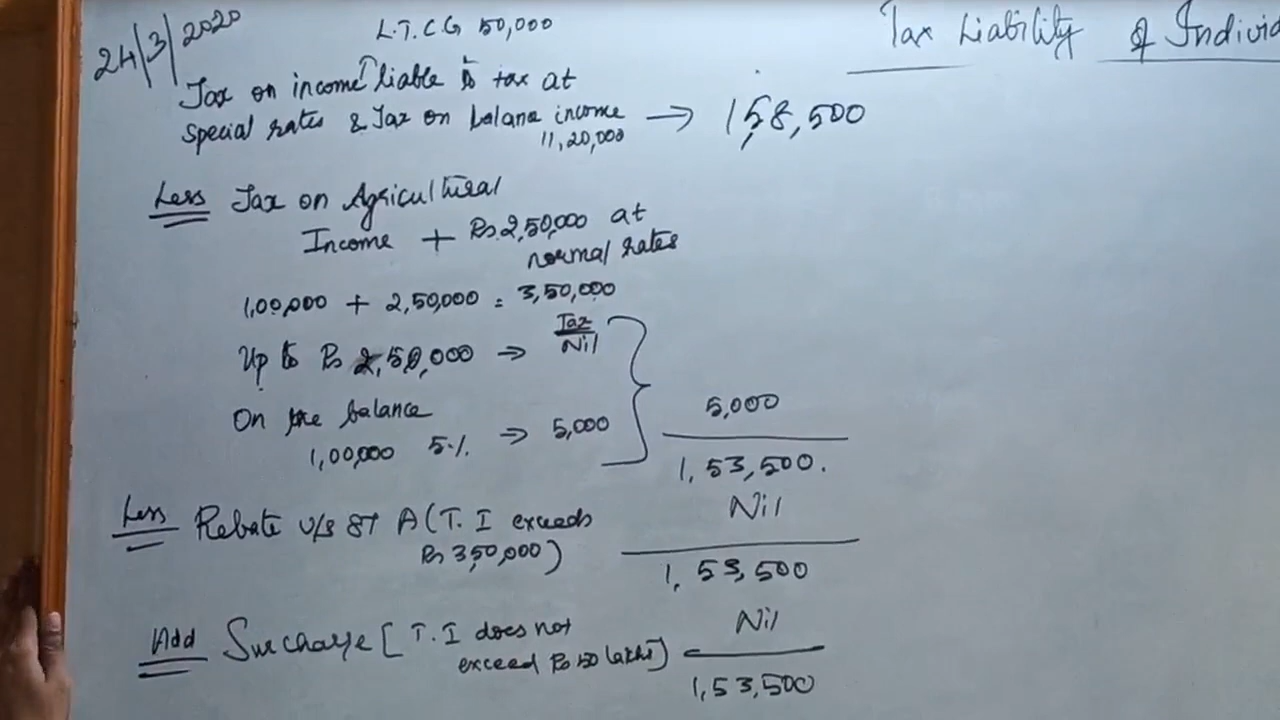 24/3/2020
L.T.C.G 50,000
Tax Liability of Individ
Tax on income liable to tax at
special rates & Tax on balance income → 1,58,500
11,20,000
Less Tax on Agricultural
Income + Rs.2,50,000 at
normal rates
1,00,000 + 2,50,000 = 3,50,000
Tax
Up to Rs 2,50,000 ⇒ Nil
On the balance
1,00,000 5% ⇒ 5,000
5,000
1,53,500.
Less Rebate u/s 87 A (T. I exceeds
Rs 3,50,000)
Nil
1,53,500
Add Surcharge [T. I does not
exceed Rs 50 lakhs]
Nil
1,53,500